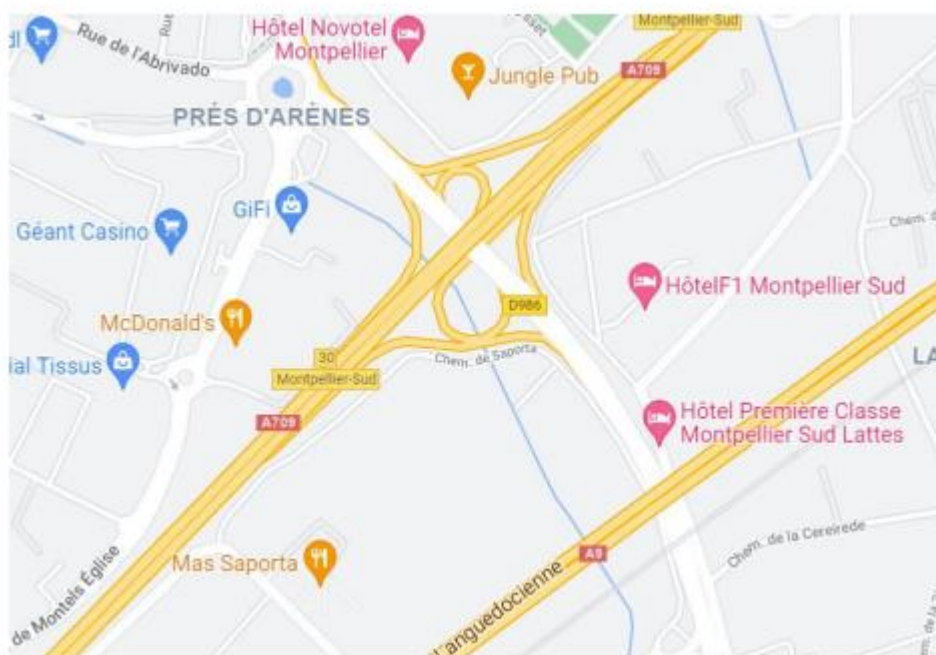 Montpellier-Sud
Hôtel Novotel
Montpellier
Rue de l'Abrivado
Jungle Pub
A709
PRÉS D'ARÈNES
GiFi
Géant Casino
Chem. d
HôtelF1 Montpellier Sud
D986
McDonald's
30
Montpellier-Sud
Chem. de Saporta
ial Tissus
LA
A709
Hôtel Première Classe
Montpellier Sud Lattes
Chem. de la Cereirede
A9
Mas Saporta
de Montels Église
Languedocienne